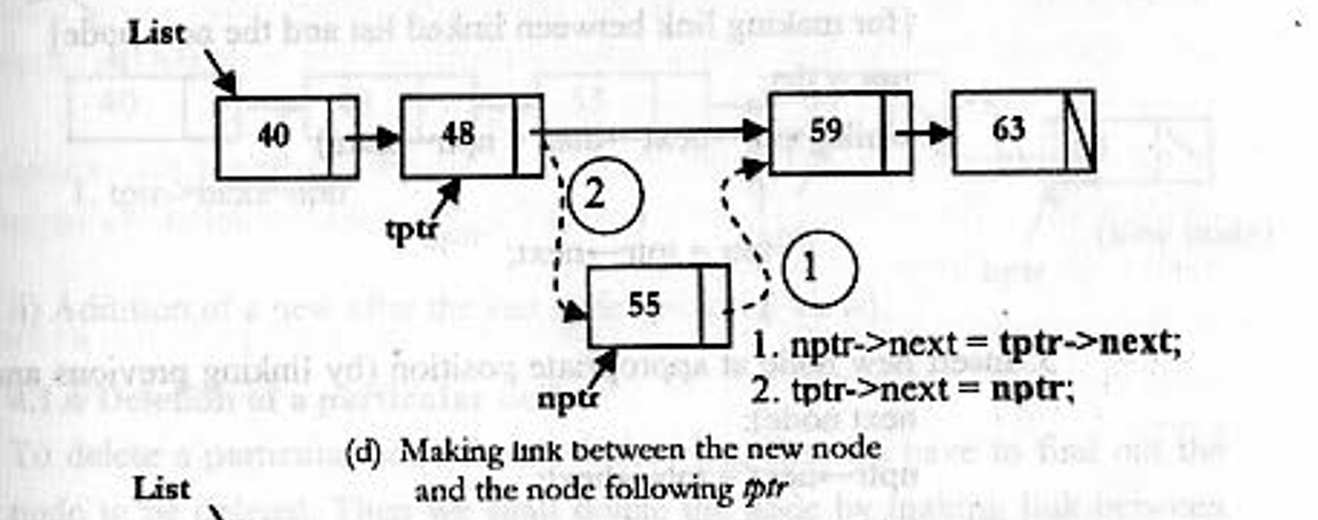 List
40 48 59 63
tptr
2
1
55
nptr
1. nptr->next = tptr->next;
2. tptr->next = nptr;
(d) Making link between the new node
and the node following tptr
List